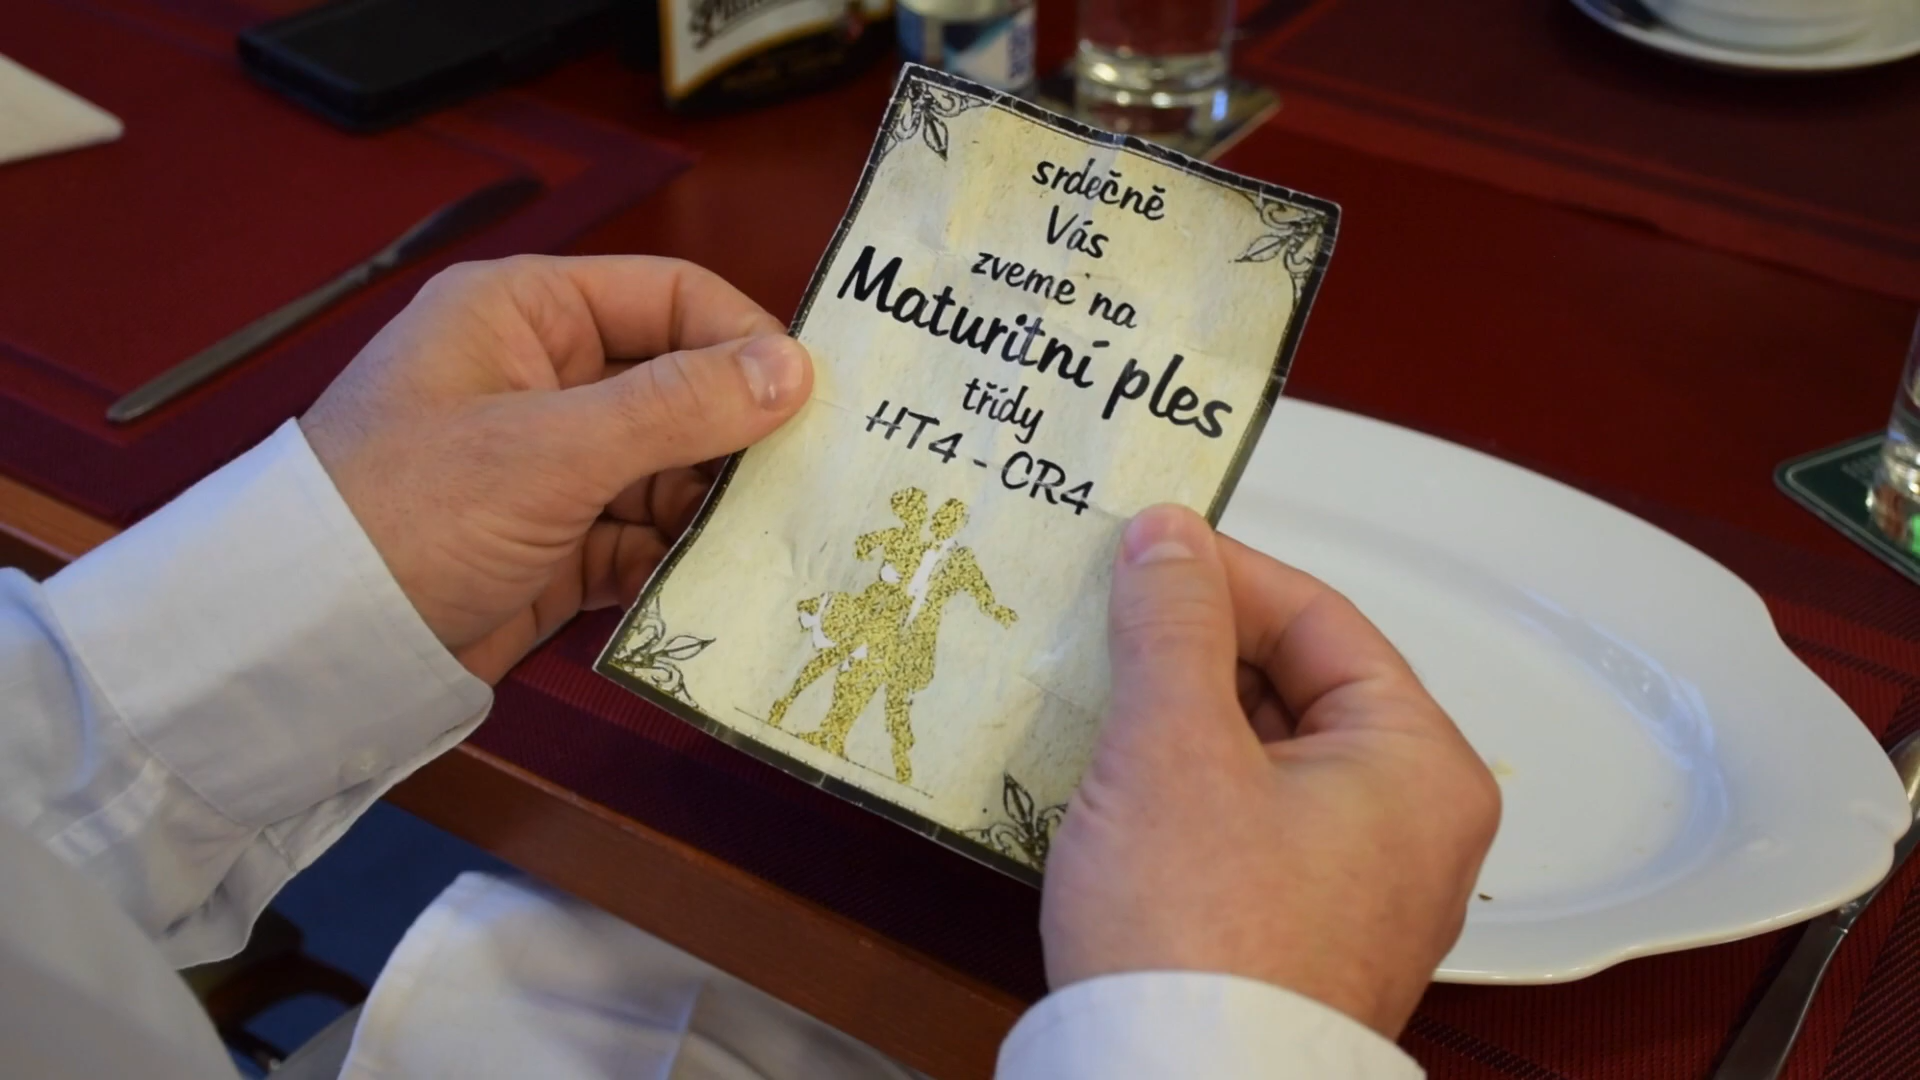 srdečně
Vás
zveme na
Maturitní ples
třídy
HT4 - CR4